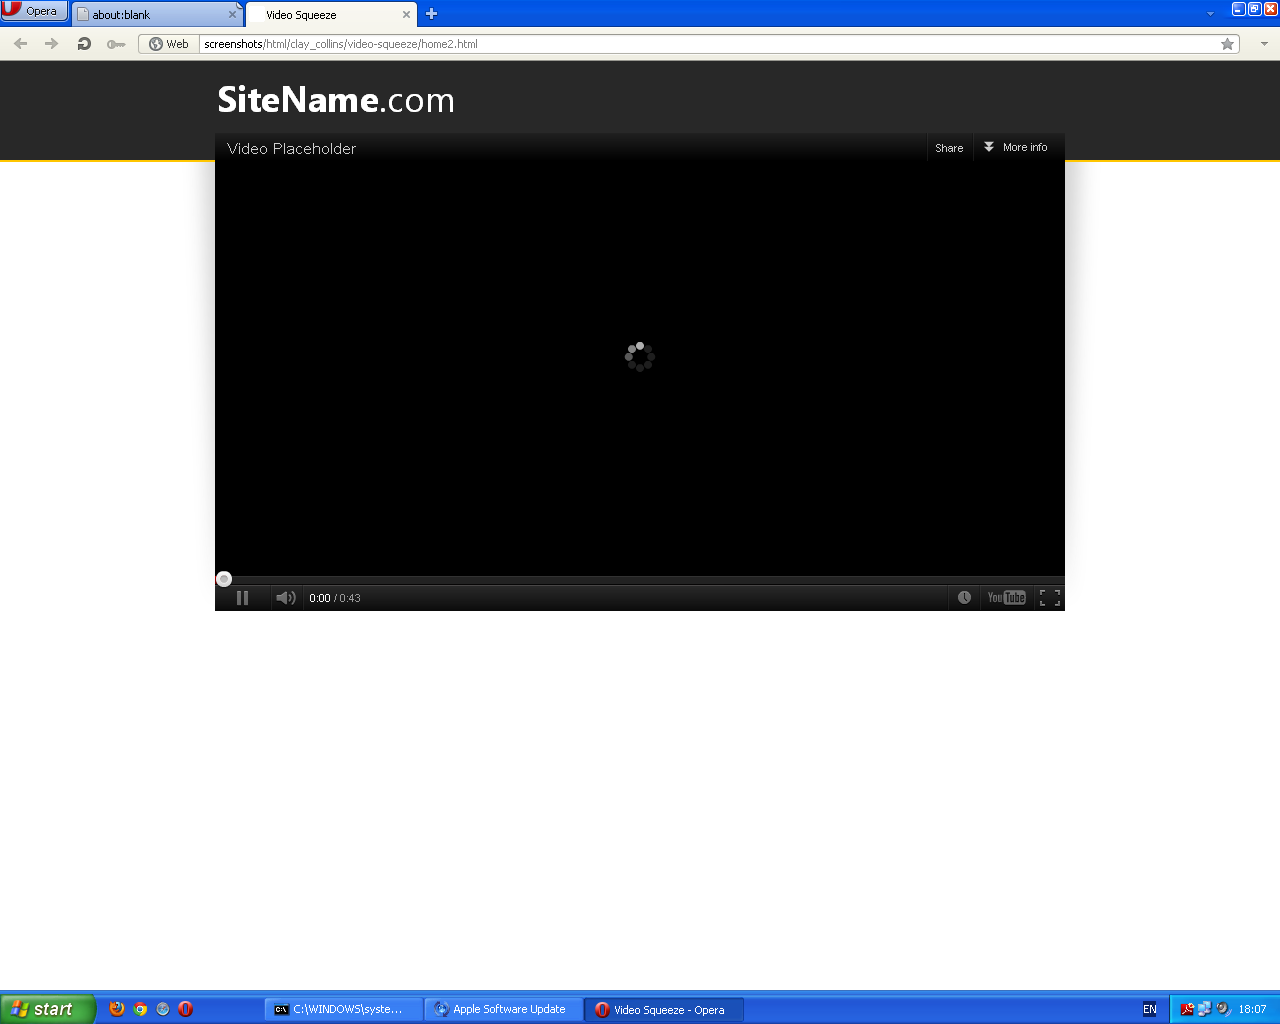 Opera
about:blank
Video Squeeze
Web
screenshots/html/clay_collins/video-squeeze/home2.html
SiteName.com
Video Placeholder
Share
More info
0:00 / 0:43
YouTube
start
C:\WINDOWS\syste...
Apple Software Update
Video Squeeze - Opera
EN
18:07